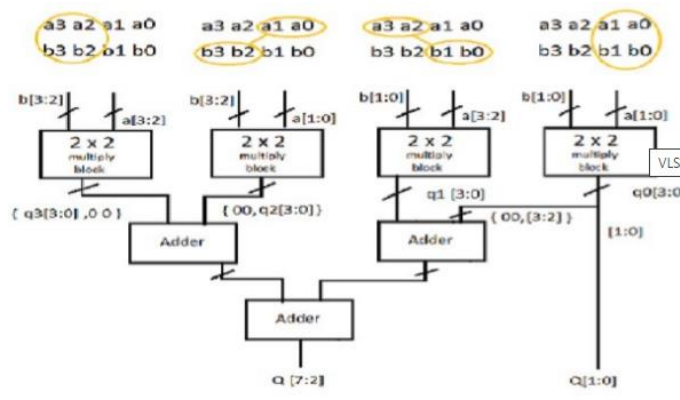 a3 a2 a1 a0 a3 a2 a1 a0 a3 a2 a1 a0 a3 a2 a1 a0
b3 b2 b1 b0 b3 b2 b1 b0 b3 b2 b1 b0 b3 b2 b1 b0
b[3:2] a[3:2] b[3:2] a[1:0] b[1:0] a[3:2] b[1:0] a[1:0]
2 x 2 2 x 2 2 x 2 2 x 2
multiply multiply multiply multiply
block block block block
VLS
{ q3[3:0] ,0 0 } { 00, q2[3:0] } q1 [3:0] q0[3:0
{ 00, [3:2] }
Adder Adder [1:0]
Adder
Q [7:2] Q[1:0]